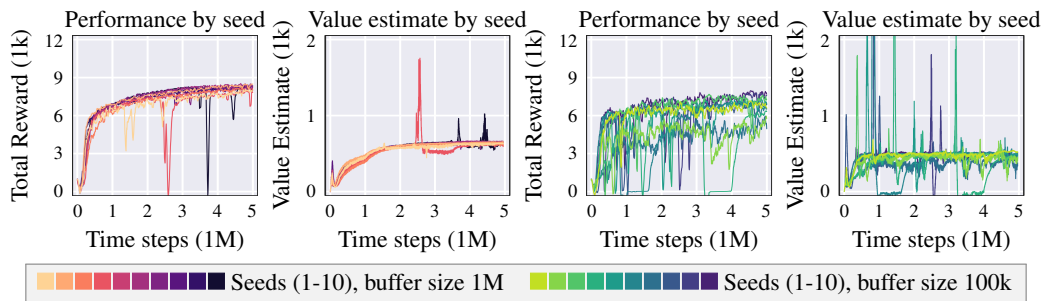 Performance by seed
Total Reward (1k)
12
9
6
3
0
0 1 2 3 4 5
Time steps (1M)
Value estimate by seed
Value Estimate (1k)
2
1
0
0 1 2 3 4 5
Time steps (1M)
Performance by seed
Total Reward (1k)
12
9
6
3
0
0 1 2 3 4 5
Time steps (1M)
Value estimate by seed
Value Estimate (1k)
2
1
0
0 1 2 3 4 5
Time steps (1M)
Seeds (1-10), buffer size 1M
Seeds (1-10), buffer size 100k